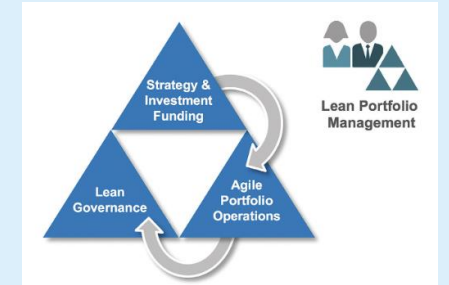 Strategy &
Investment
Funding
Lean Portfolio
Management
Lean
Governance
Agile
Portfolio
Operations